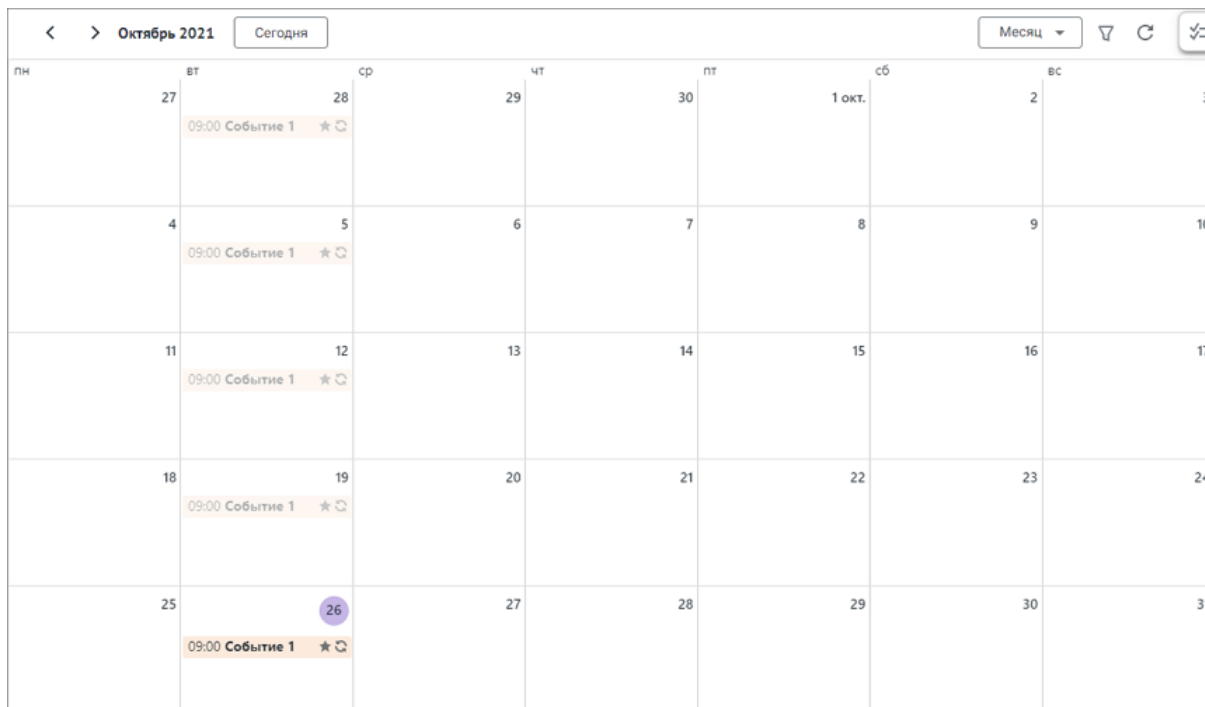 Октябрь 2021 Сегодня Месяц
пн вт ср чт пт сб вс
27 28 29 30 1 окт. 2
09:00 Событие 1
4 5 6 7 8 9
09:00 Событие 1
11 12 13 14 15 16
09:00 Событие 1
18 19 20 21 22 23
09:00 Событие 1
25 26 27 28 29 30
09:00 Событие 1